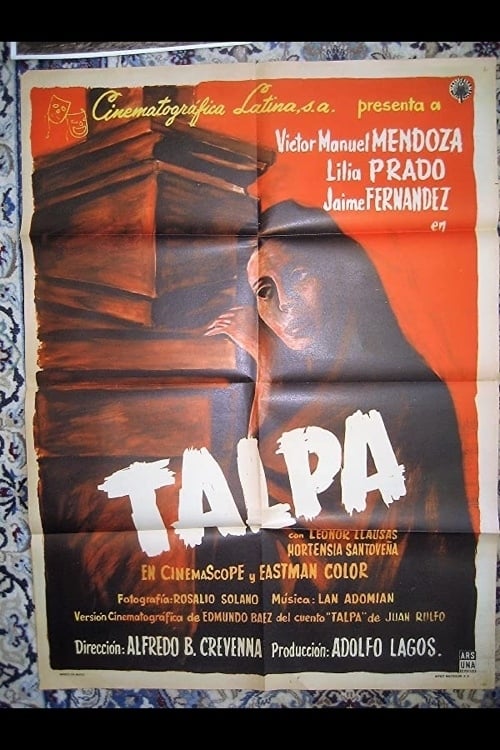 Cinematográfica Latina, s.a. presenta a
Victor Manuel MENDOZA
Lilia PRADO
Jaime FERNANDEZ
en
TALPA
con LEONOR LLAUSAS
HORTENSIA SANTOVEÑA
EN CINEMASCOPE y EASTMAN COLOR
Fotografía: ROSALIO SOLANO Música: LAN ADOMIAN
Versión Cinematográfica de EDMUNDO BAEZ del cuento "TALPA" de JUAN RULFO
Dirección: ALFREDO B. CREVENNA Producción: ADOLFO LAGOS.
ARS
UNA